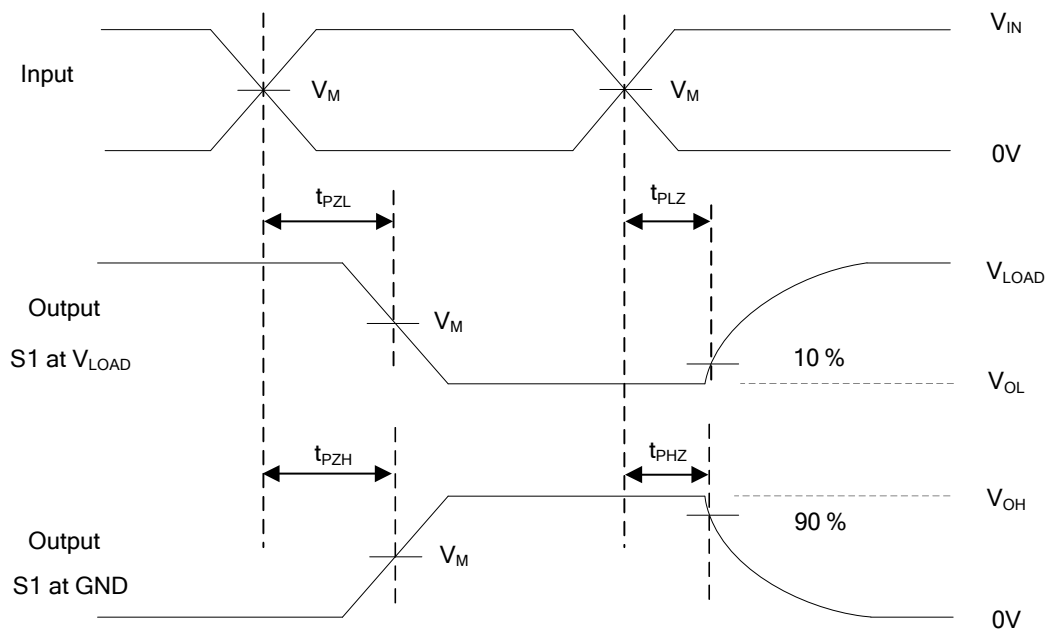 V_IN
Input
V_M V_M
0V
t_PZL t_PLZ
V_LOAD
Output
V_M
S1 at V_LOAD
10 %
V_OL
t_PZH t_PHZ
V_OH
90 %
Output
V_M
S1 at GND
0V